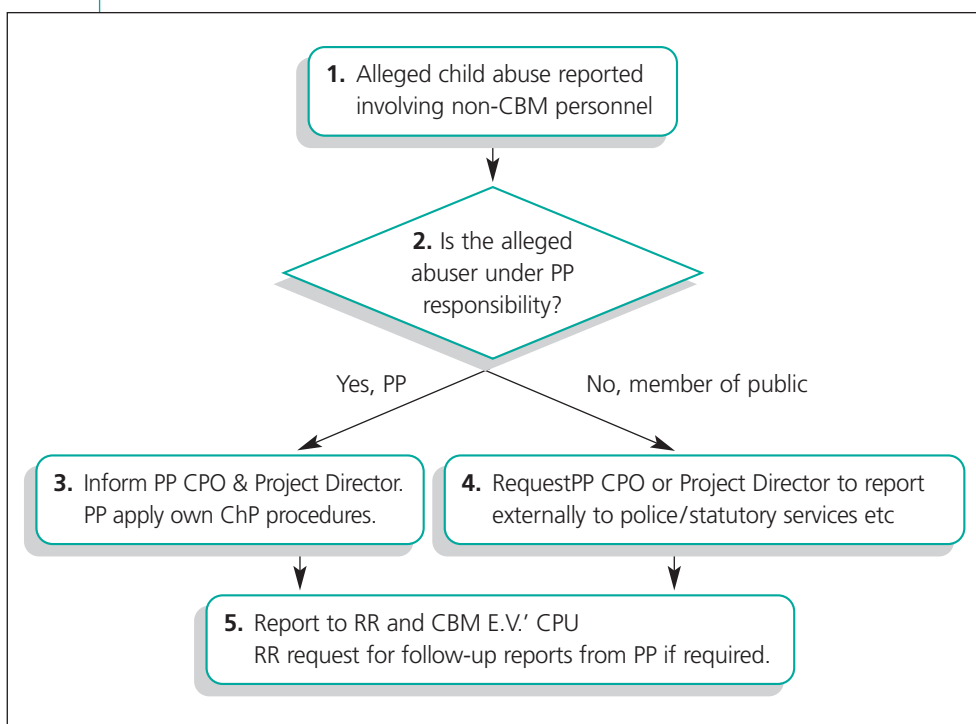 1. Alleged child abuse reported
involving non-CBM personnel
2. Is the alleged
abuser under PP
responsibility?
Yes, PP
No, member of public
3. Inform PP CPO & Project Director.
PP apply own ChP procedures.
4. RequestPP CPO or Project Director to report
externally to police/statutory services etc
5. Report to RR and CBM E.V.’ CPU
RR request for follow-up reports from PP if required.